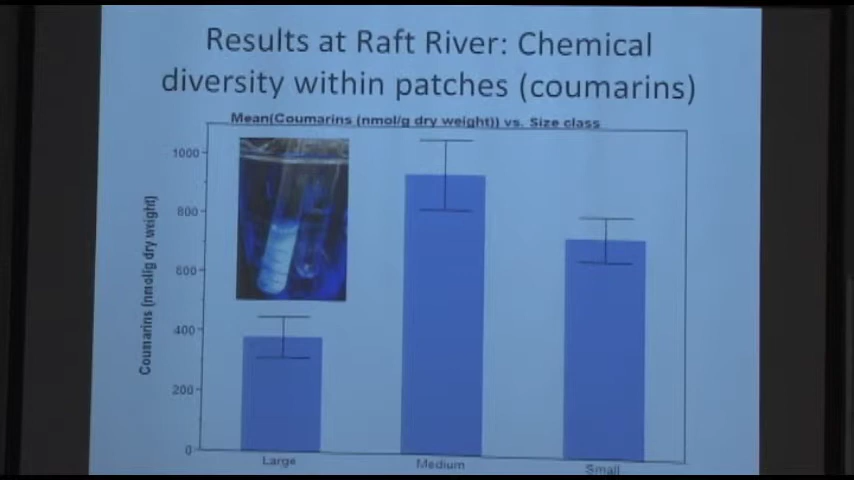 Results at Raft River: Chemical
diversity within patches (coumarins)
Mean(Coumarins (nmol/g dry weight)) vs. Size class
1000
800
600
400
200
0
Coumarins (nmol/g dry weight)
Large
Medium
Small